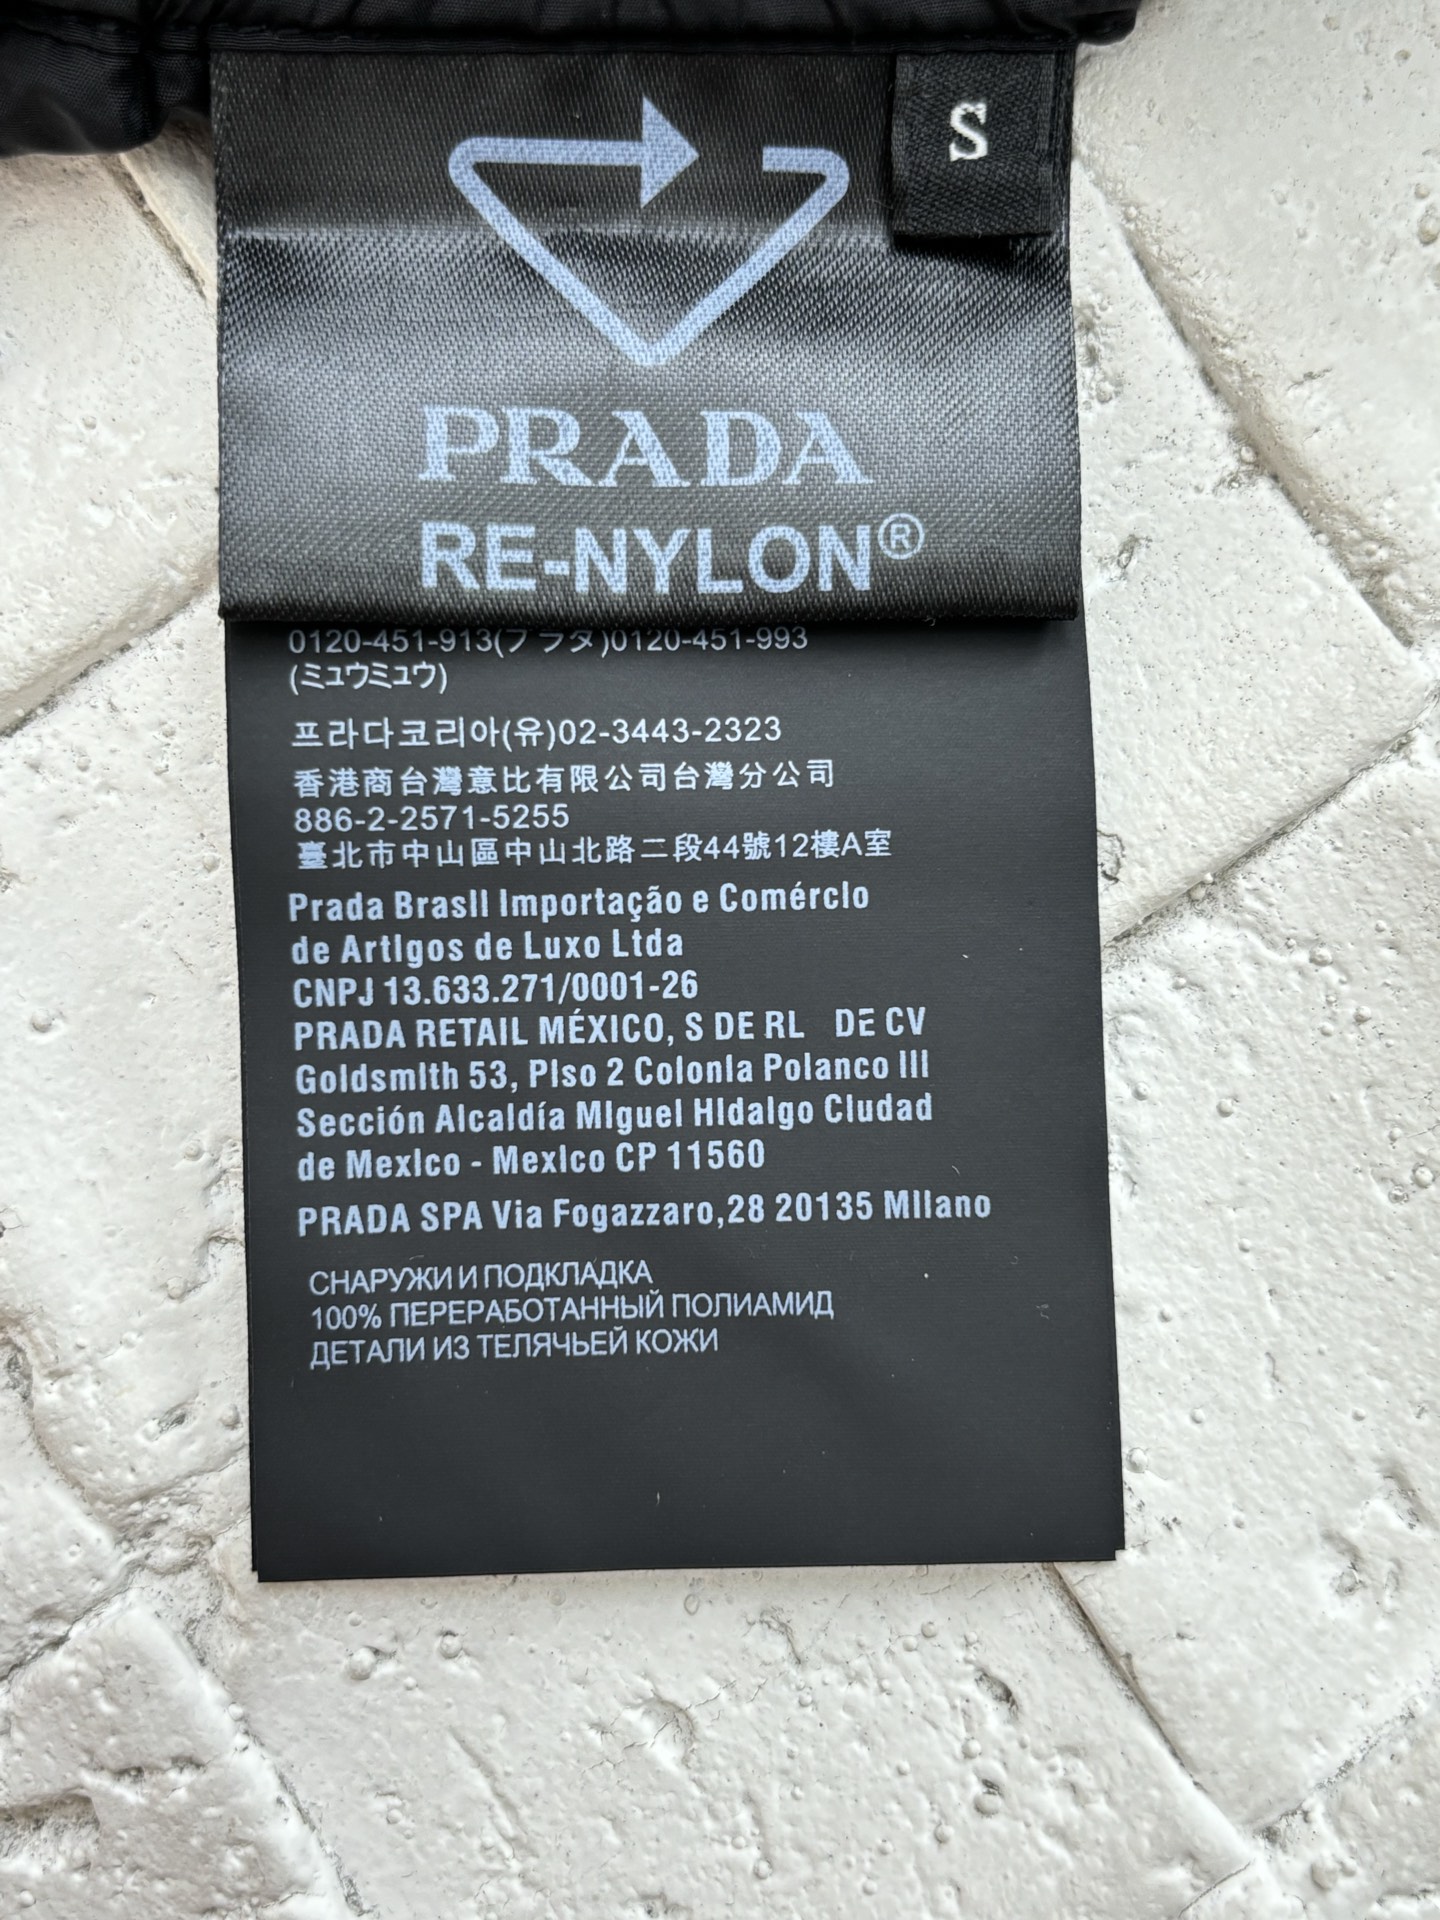 S
PRADA
RE-NYLON®
0120-451-913(プラダ)0120-451-993
(ミュウミュウ)
프라다코리아(유)02-3443-2323
香港商台灣意比有限公司台灣分公司
886-2-2571-5255
臺北市中山區中山北路二段44號12樓A室
Prada BrasIl Importação e ComércIo
de ArtIgos de Luxo Ltda
CNPJ 13.633.271/0001-26
PRADA RETAIL MÉXICO, S DE RL DE CV
GoldsmIth 53, PIso 2 ColonIa Polanco III
Sección Alcaldía MIguel HIdalgo CIudad
de MexIco - MexIco CP 11560
PRADA SPA Via Fogazzaro,28 20135 MIlano
СНАРУЖИ И ПОДКЛАДКА
100% ПЕРЕРАБОТАННЫЙ ПОЛИАМИД
ДЕТАЛИ ИЗ ТЕЛЯЧЬЕЙ КОЖИ